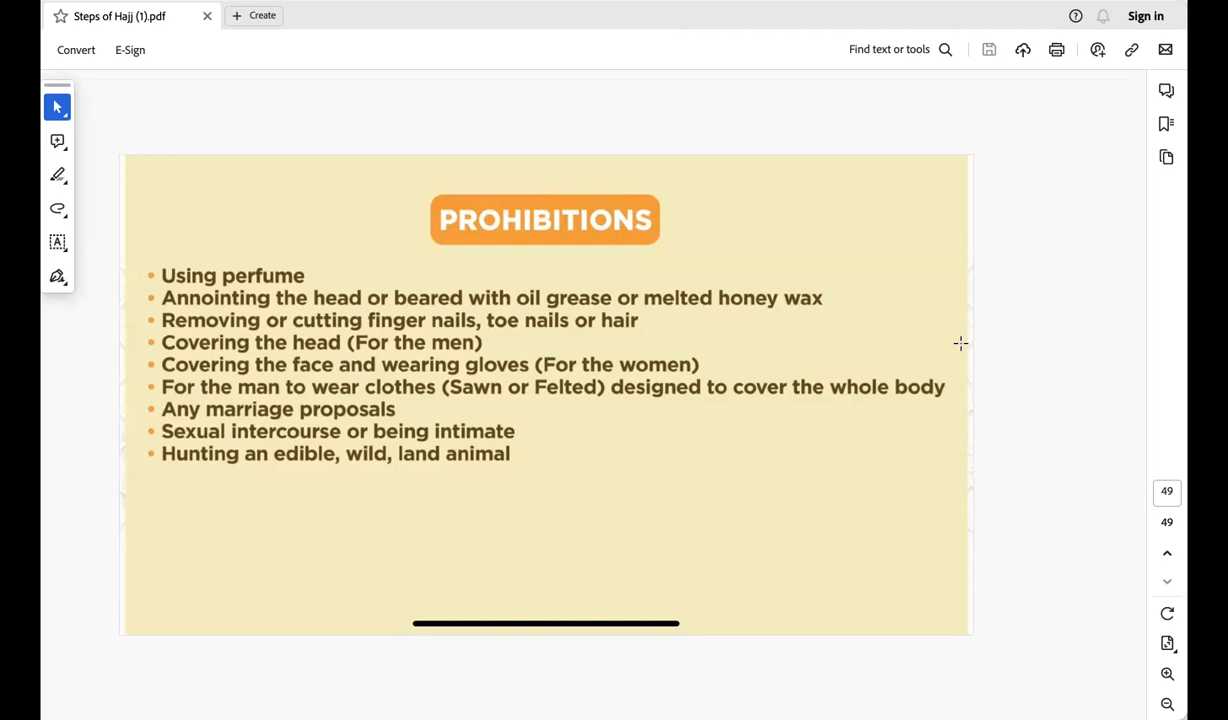 Steps of Hajj (1).pdf
Create
Sign in
Convert E-Sign
Find text or tools
PROHIBITIONS
• Using perfume
• Annointing the head or beared with oil grease or melted honey wax
• Removing or cutting finger nails, toe nails or hair
• Covering the head (For the men)
• Covering the face and wearing gloves (For the women)
• For the man to wear clothes (Sawn or Felted) designed to cover the whole body
• Any marriage proposals
• Sexual intercourse or being intimate
• Hunting an edible, wild, land animal
49
49